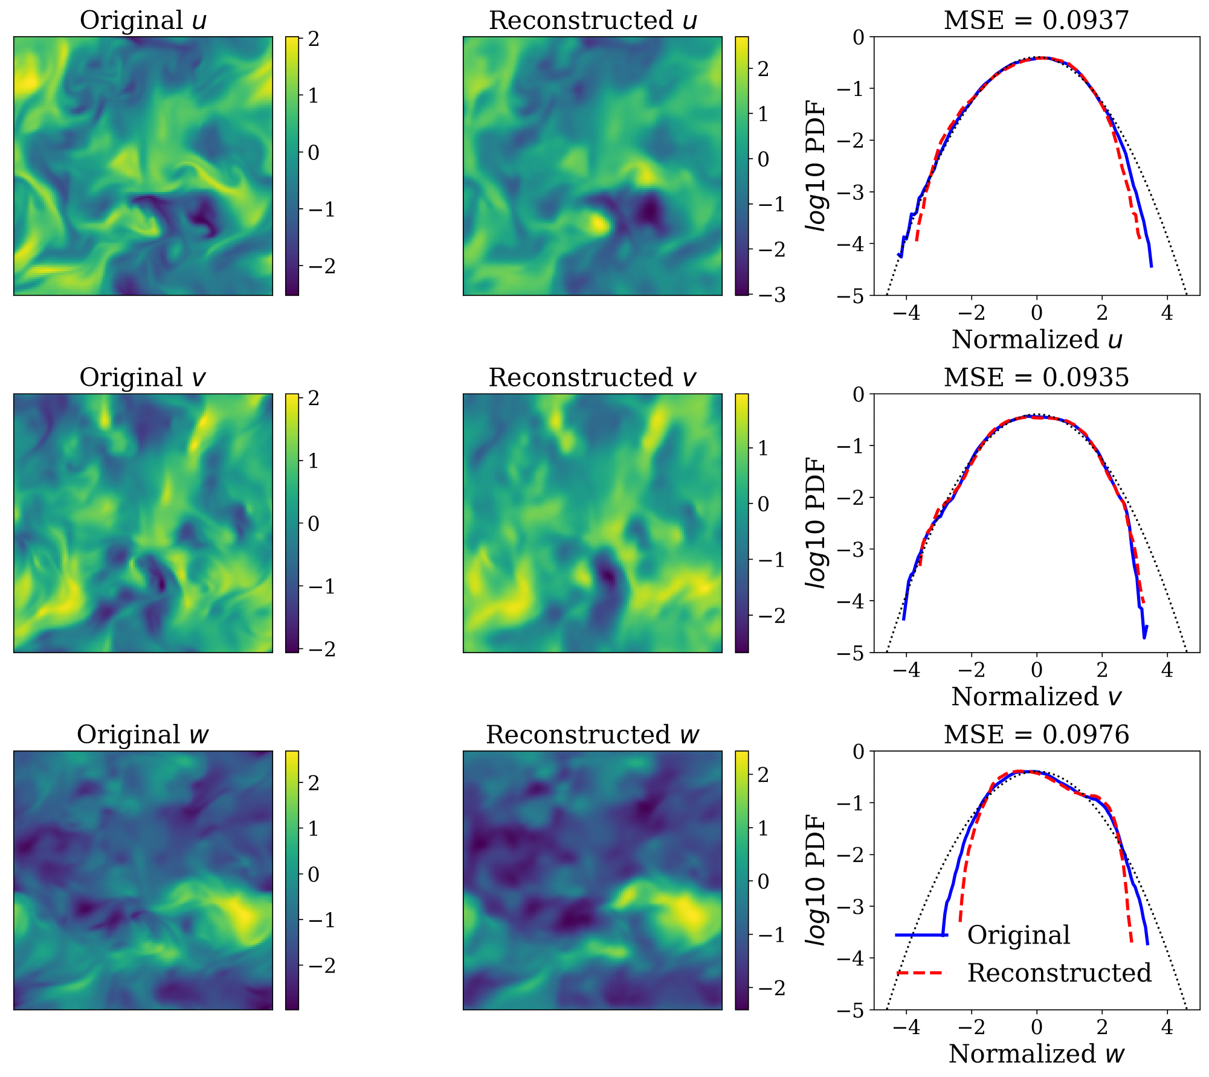 Original u
2
1
0
−1
−2
Reconstructed u
2
1
0
−1
−2
−3
MSE = 0.0937
log10 PDF
0
−1
−2
−3
−4
−5
−4 −2 0 2 4
Normalized u
Original v
2
1
0
−1
−2
Reconstructed v
1
0
−1
−2
MSE = 0.0935
log10 PDF
0
−1
−2
−3
−4
−5
−4 −2 0 2 4
Normalized v
Original w
2
1
0
−1
−2
Reconstructed w
2
1
0
−1
−2
MSE = 0.0976
log10 PDF
0
−1
−2
−3
−4
−5
Original
Reconstructed
−4 −2 0 2 4
Normalized w